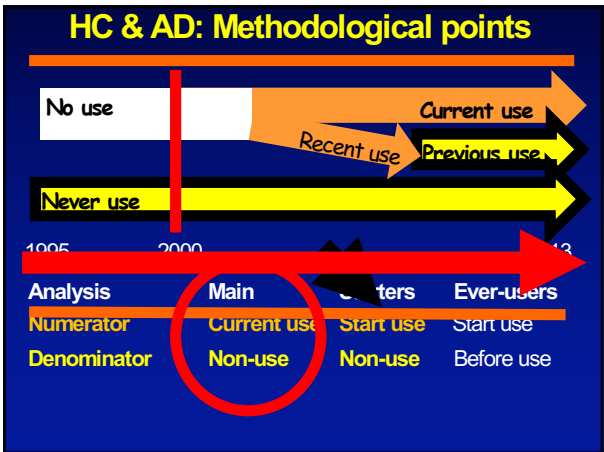 HC & AD: Methodological points
No use
Current use
Recent use
Previous use
Never use
1995 2000
Analysis Main Ever-users
Numerator Current use Start use Start use
Denominator Non-use Non-use Before use